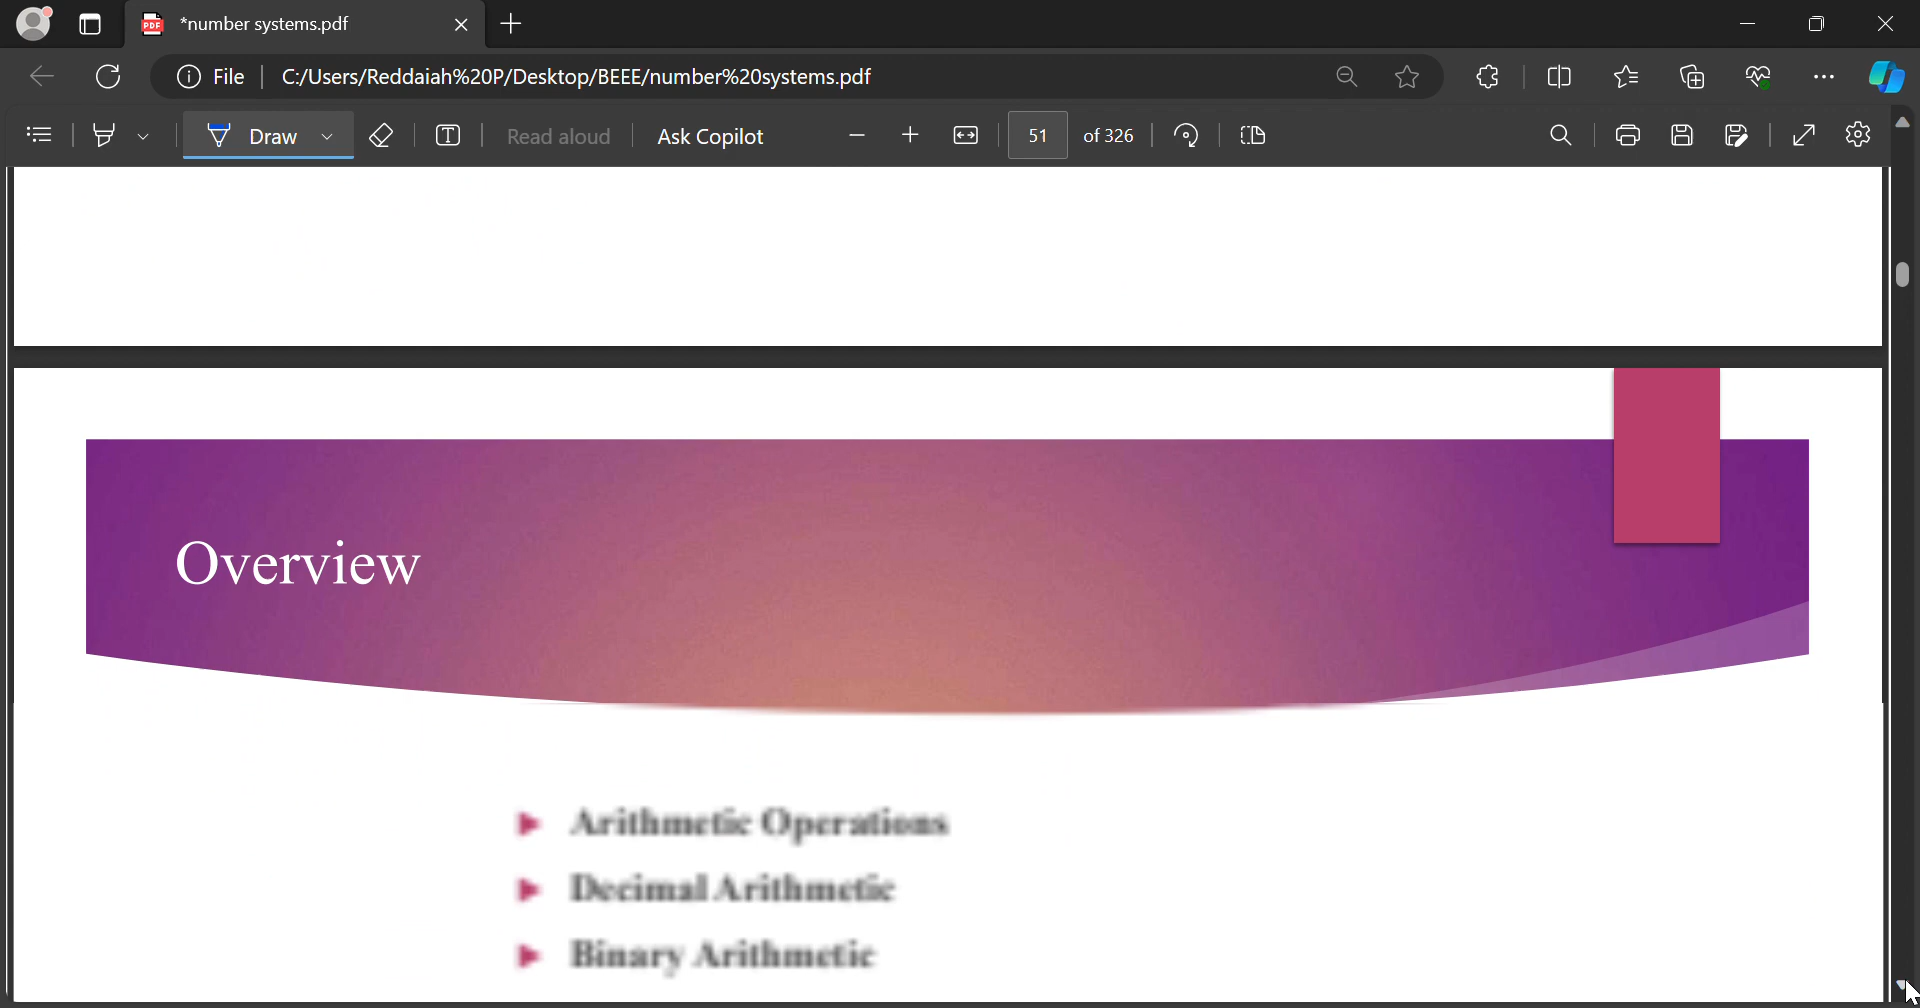 *number systems.pdf
File
C:/Users/Reddaiah%20P/Desktop/BEEE/number%20systems.pdf
Draw
Read aloud
Ask Copilot
51
of 326
Overview
Arithmetic Operations
Decimal Arithmetic
Binary Arithmetic